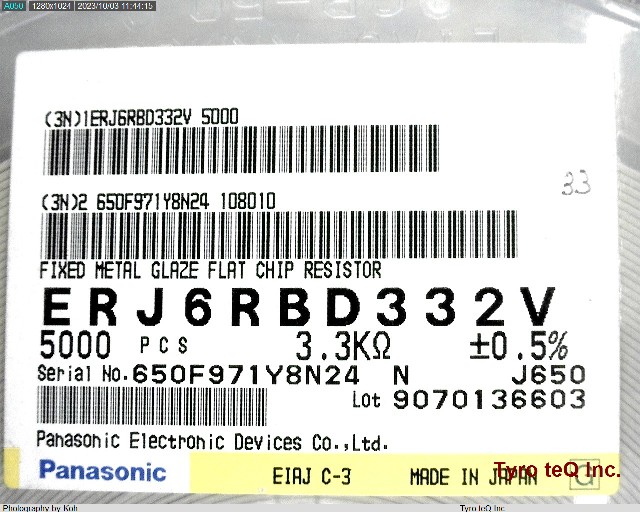 A050 1280x1024 2023/10/03 11:44:15
(3N)1ERJ6RBD332V 5000
(3N)2 650F971Y8N24 108010
33
FIXED METAL GLAZE FLAT CHIP RESISTOR
ERJ6RBD332V
5000 PCS 3.3KΩ ±0.5%
Serial No.650F971Y8N24 N J650
Lot 9070136603
Panasonic Electronic Devices Co.,Ltd.
Panasonic EIAJ C-3 MADE IN JAPAN G
Tyro teQ Inc.
Photography by Koh Tyro teQ Inc